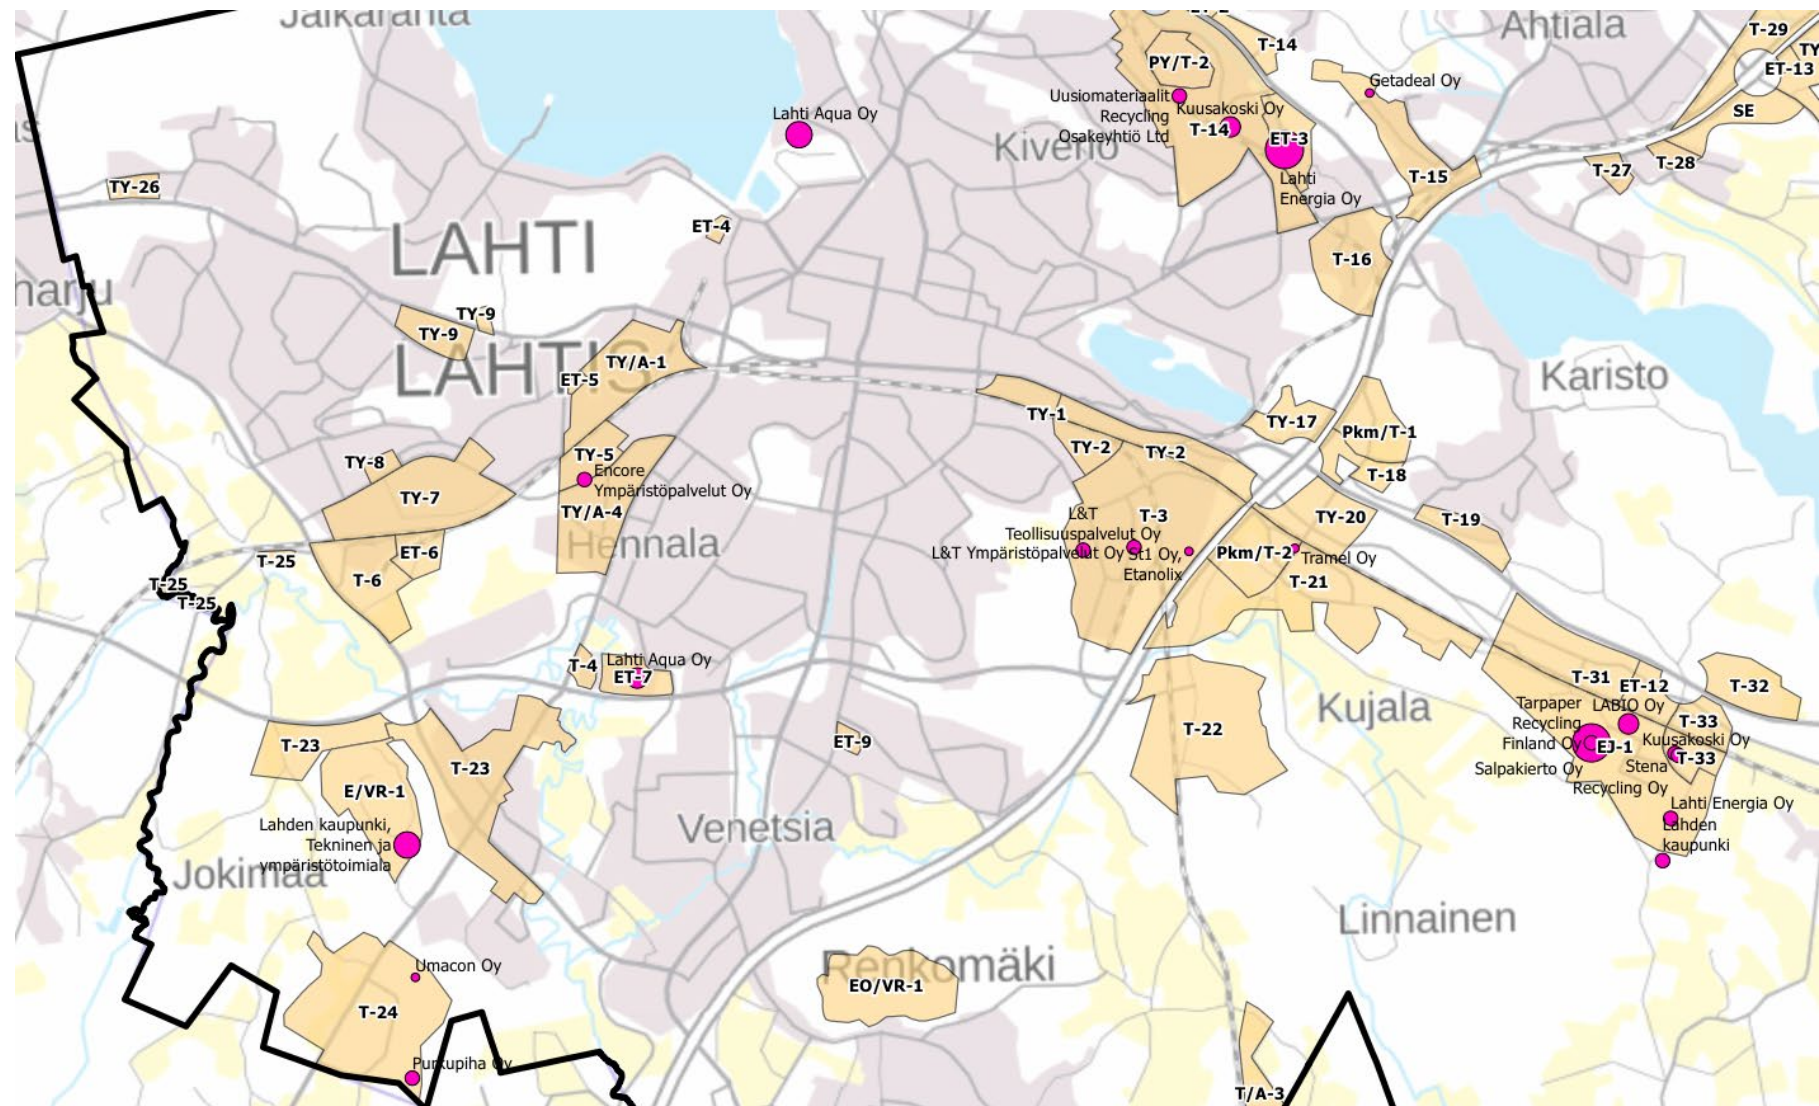 Jalkaranta
Ahtiala
T-29
T-14
TY
ET-13
PY/T-2
Getadeal Oy
Uusiomateriaalit
Recycling
Osakeyhtiö Ltd
Kuusakoski Oy
T-14
SE
Lahti Aqua Oy
ET-3
Kiveriö
T-28
T-27
T-15
Lahti
Energia Oy
TY-26
ET-4
LAHTI
T-16
harju
TY-9
TY-9
LAHTIS
TY/A-1
ET-5
Karisto
TY-1
TY-17
Pkm/T-1
TY-2
TY-2
T-18
TY-8
TY-5
Encore
Ympäristöpalvelut Oy
TY-7
TY/A-4
L&T
Teollisuuspalvelut Oy
T-3
TY-20
T-19
Hennala
ET-6
L&T Ympäristöpalvelut Oy
St1 Oy,
Etanolix
Pkm/T-2
Tramel Oy
T-25
T-6
T-21
T-25
T-25
T-4
Lahti Aqua Oy
ET-7
T-31
ET-12
T-32
Kujala
Tarpaper
Recycling
Finland Oy
LABIO Oy
T-33
T-22
T-23
ET-9
EJ-1
Kuusakoski Oy
T-33
T-23
Salpakierto Oy
Stena
Recycling Oy
E/VR-1
Lahti Energia Oy
Lahden
kaupunki
Venetsia
Lahden kaupunki,
Tekninen ja
ympäristötoimiala
Jokimaa
Linnainen
Umacon Oy
Renkomäki
EO/VR-1
T-24
Purkupiha Oy
T/A-3